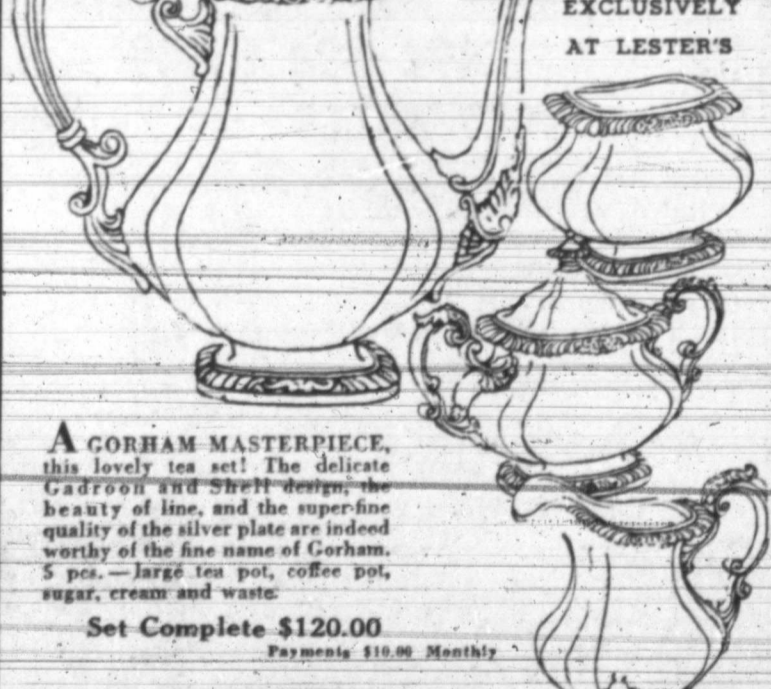 EXCLUSIVELY
AT LESTER'S
A GORHAM MASTERPIECE,
this lovely tea set! The delicate
Gadroon and Shell design, the
beauty of line, and the super-fine
quality of the silver plate are indeed
worthy of the fine name of Gorham.
5 pcs.—large tea pot, coffee pot,
sugar, cream and waste.
Set Complete $120.00
Payments $10.00 Monthly